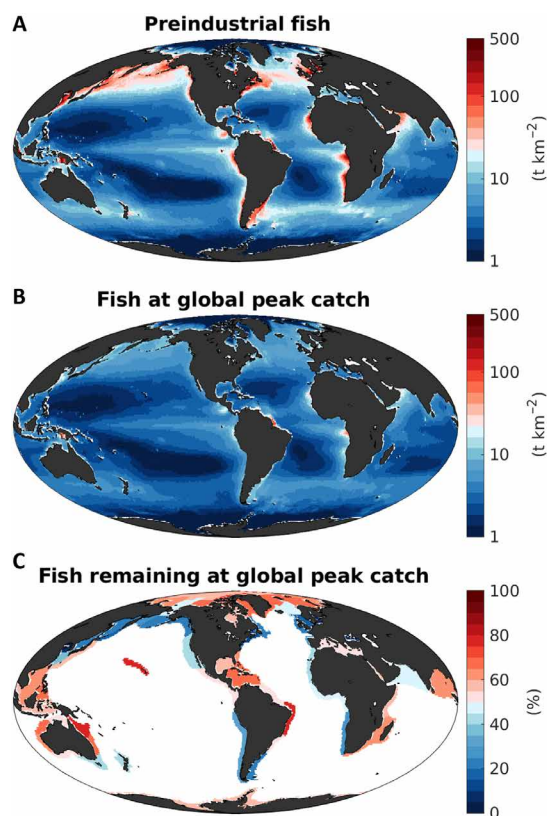 A
Preindustrial fish
500
100
10
1
(t km⁻²)
B
Fish at global peak catch
500
100
10
1
(t km⁻²)
C
Fish remaining at global peak catch
100
80
60
40
20
0
(%)